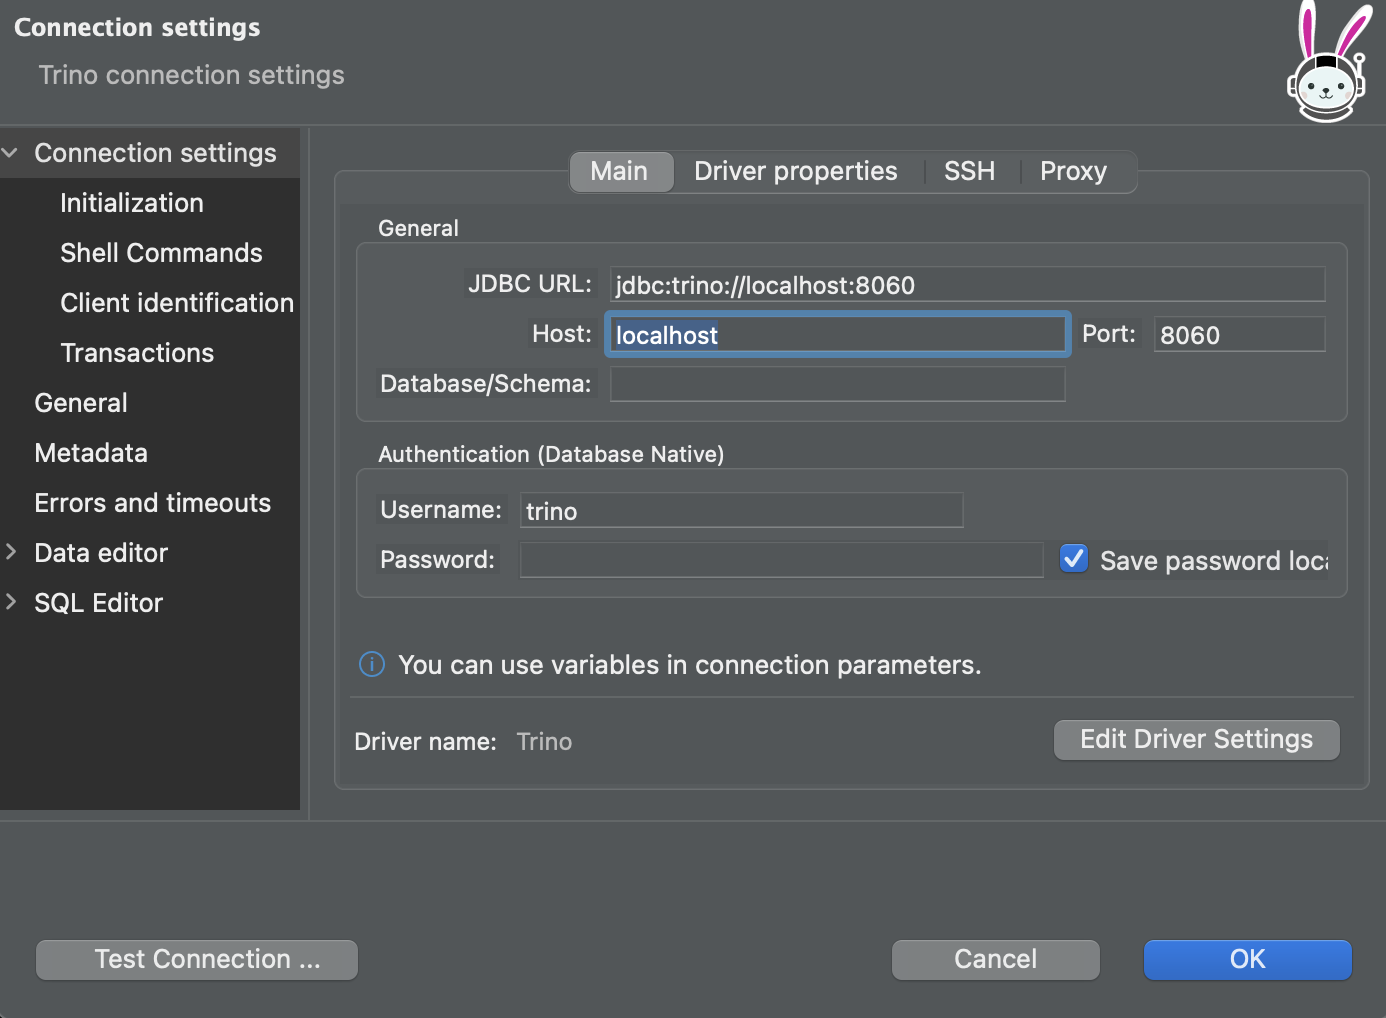 Connection settings
Trino connection settings
Connection settings
Initialization
Shell Commands
Client identification
Transactions
General
Metadata
Errors and timeouts
Data editor
SQL Editor
Main
Driver properties
SSH
Proxy
General
JDBC URL: jdbc:trino://localhost:8060
Host: localhost Port: 8060
Database/Schema:
Authentication (Database Native)
Username: trino
Password: Save password loca
You can use variables in connection parameters.
Driver name: Trino
Edit Driver Settings
Test Connection ...
Cancel
OK